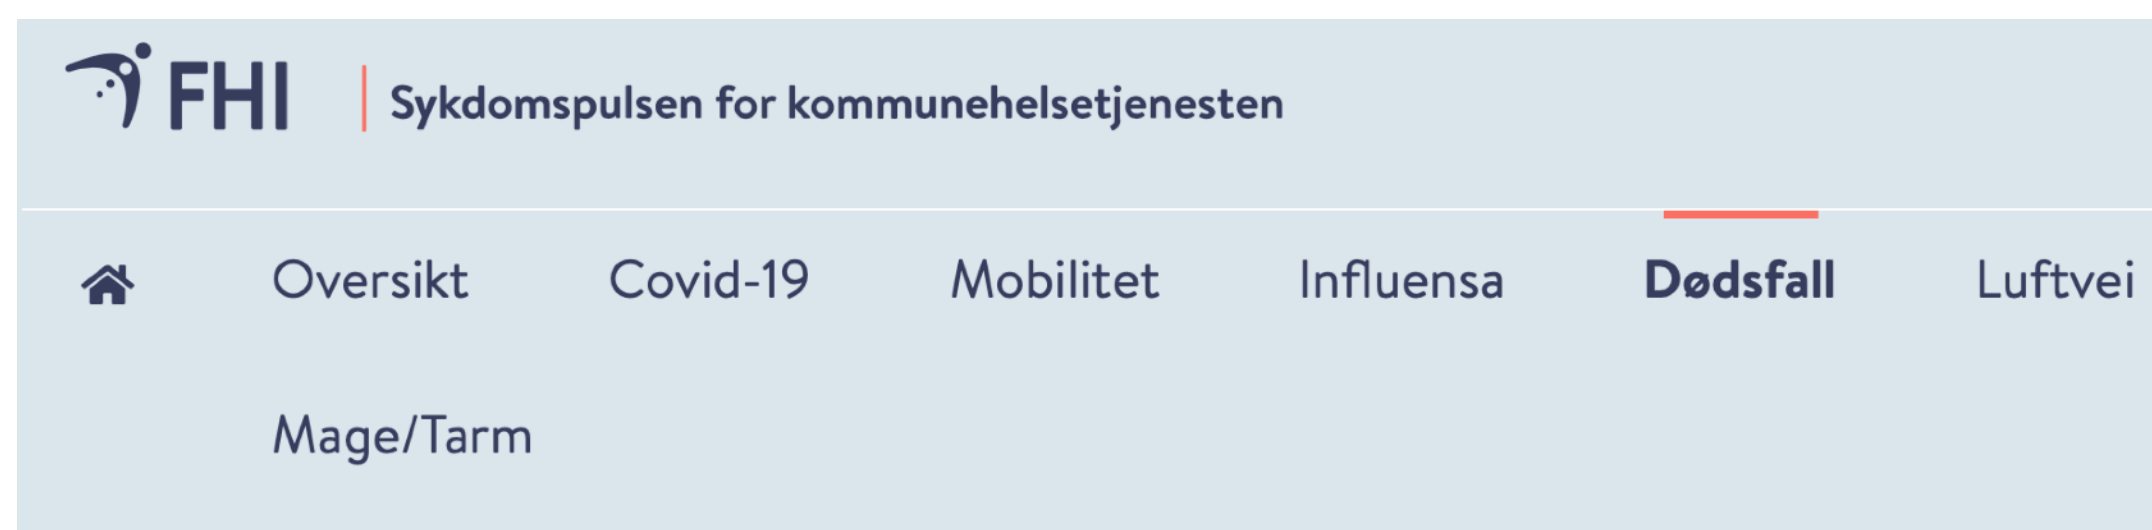 FHI Sykdomspulsen for kommunehelsetjenesten
Oversikt Covid-19 Mobilitet Influensa Dødsfall Luftvei
Mage/Tarm